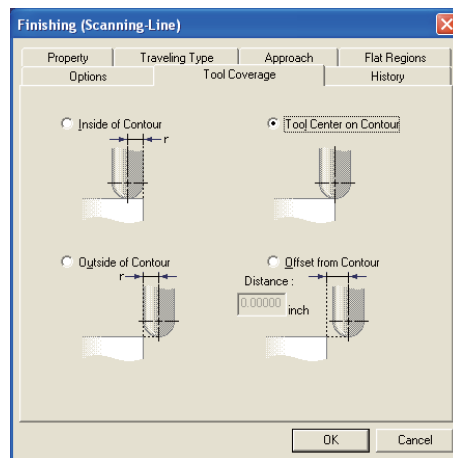 Finishing (Scanning-Line)
Property Traveling Type Approach Flat Regions
Options Tool Coverage History
Inside of Contour
r
Tool Center on Contour
Outside of Contour
r
Offset from Contour
Distance :
0.00000 inch
OK Cancel